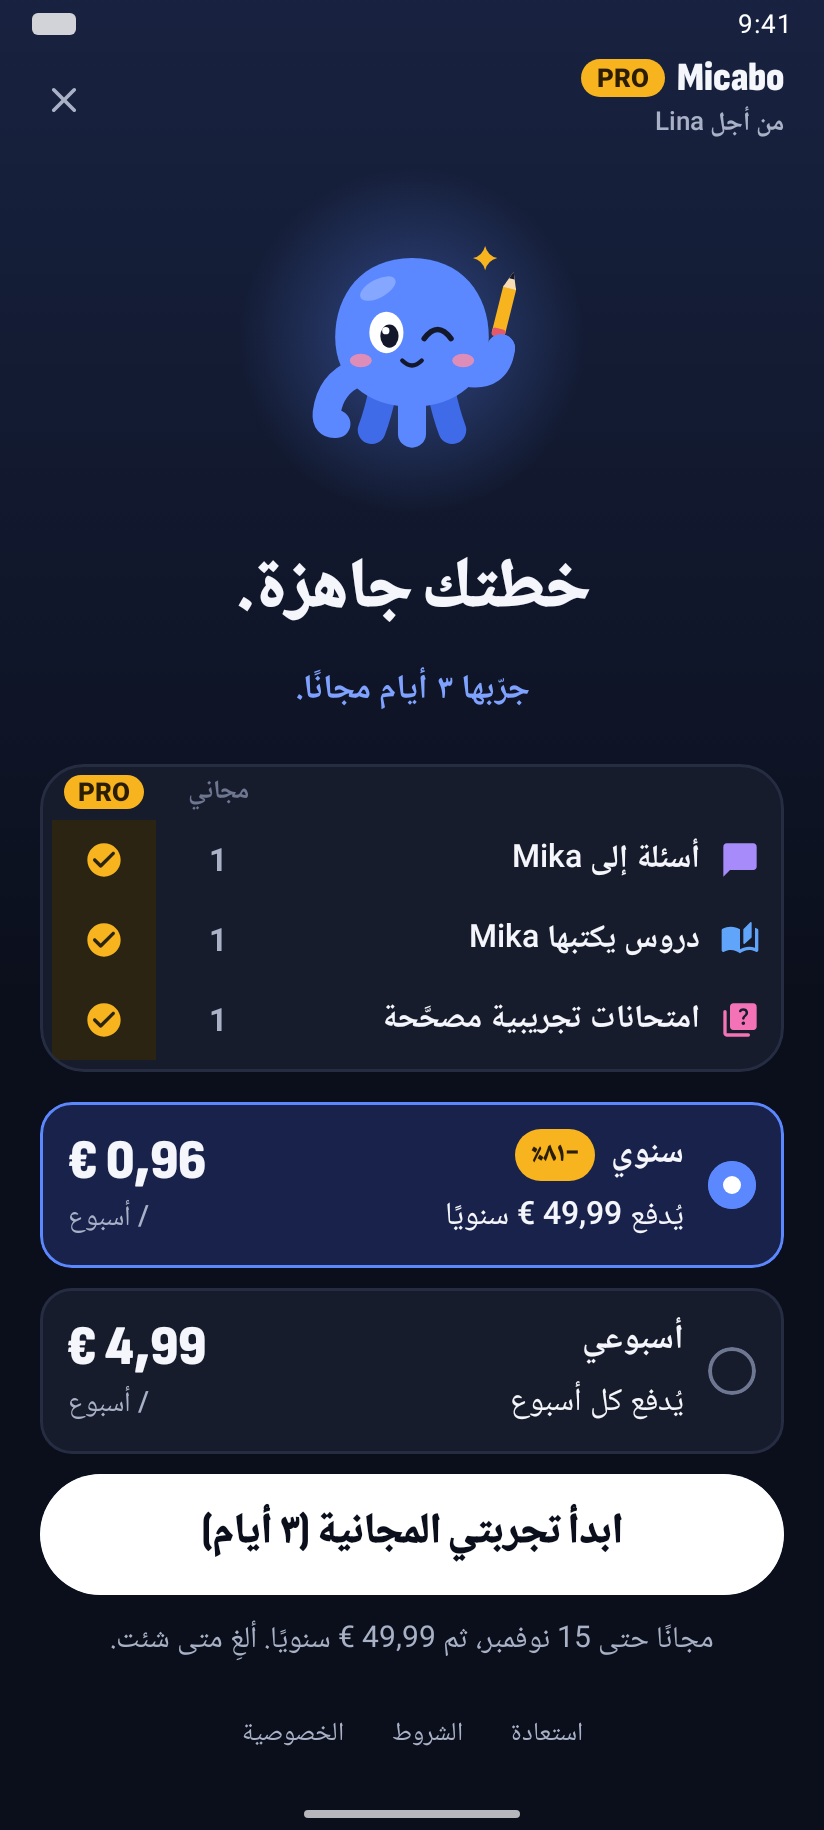 9:41
Micabo PRO
من أجل Lina
خطتك جاهزة.
جرّبها ٣ أيام مجانًا.
مجاني PRO
أسئلة إلى Mika 1
دروس يكتبها Mika 1
امتحانات تجريبية مصحَّحة 1
سنوي −٨١٪ 0,96 €
يُدفع 49,99 € سنويًا / أسبوع
أسبوعي 4,99 €
يُدفع كل أسبوع / أسبوع
ابدأ تجربتي المجانية (٣ أيام)
مجانًا حتى 15 نوفمبر، ثم 49,99 € سنويًا. ألغِ متى شئت.
استعادة الشروط الخصوصية